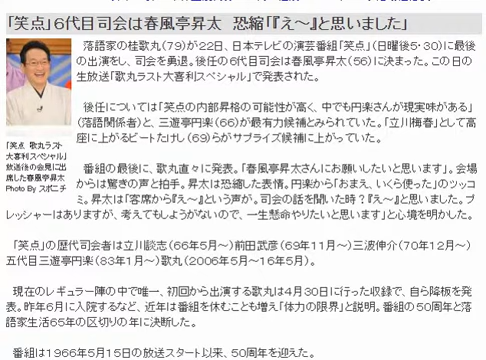 「笑点」6代目司会は春風亭昇太 恐縮「『え〜』と思いました」
落語家の桂歌丸(79)が22日、日本テレビの演芸番組「笑点」(日曜後5・30)に最後
の出演をし、司会を勇退。後任の6代目司会は春風亭昇太(56)に決まった。この日の
生放送「歌丸ラスト大喜利スペシャル」で発表された。
後任については「笑点の内部昇格の可能性が高く、中でも円楽さんが現実味がある」
(落語関係者)と、三遊亭円楽(66)が最有力候補とみられていた。「立川梅春」として高
座に上がるビートたけし(69)らがサプライズ候補に上がっていた。
「笑点 歌丸ラスト
大喜利スペシャル」
放送後の会見に出
席した春風亭昇太
Photo By スポニチ
番組の最後に、歌丸直々に発表。「春風亭昇太さんにお願いしたいと思います」。会場
からは驚きの声と拍手。昇太は恐縮した表情。円楽から「おまえ、いくら使った」のツッコ
ミ。昇太は「客席から『え〜』という声が。司会の話を聞いた時?『え〜』と思いました。プ
レッシャーはありますが、考えてもしようがないので、一生懸命やりたいと思います」と心境を明かした。
「笑点」の歴代司会者は立川談志(66年5月〜)前田武彦(69年11月〜)三波伸介(70年12月〜)
五代目三遊亭円楽(83年1月〜)歌丸(2006年5月〜16年5月)。
現在のレギュラー陣の中で唯一、初回から出演する歌丸は4月30日に行った収録で、自ら降板を発
表。昨年6月に入院するなど、近年は番組を休むことも増え「体力の限界」と説明。番組の50周年と落
語家生活65年の区切りの年に決断した。
番組は1966年5月15日の放送スタート以来、50周年を迎えた。